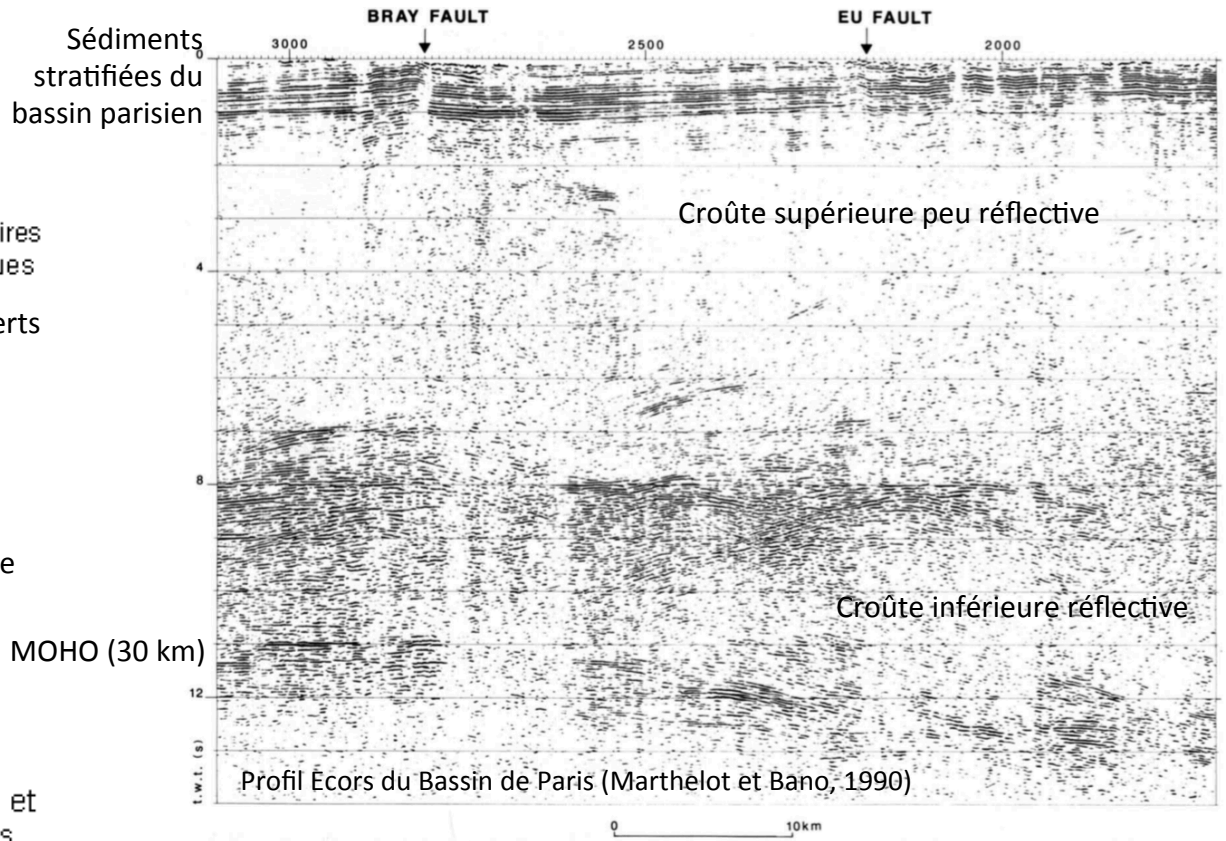 BRAY FAULT
EU FAULT
3000
2500
2000
Sédiments
stratifiées du
bassin parisien
0
Croûte supérieure peu réflective
ires
ues
4
erts
8
e
Croûte inférieure réflective
MOHO (30 km)
12
t.w.t. (s)
Profil Ecors du Bassin de Paris (Marthelot et Bano, 1990)
et
s
0
10km